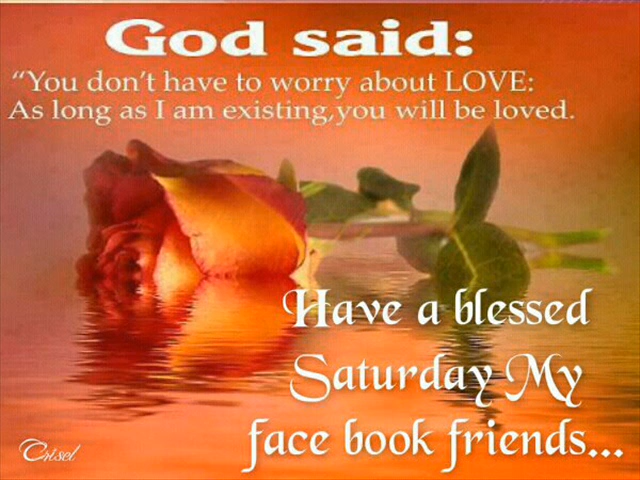 God said:
“You don’t have to worry about LOVE:
As long as I am existing,you will be loved.
Have a blessed
Saturday My
face book friends...
Crisel